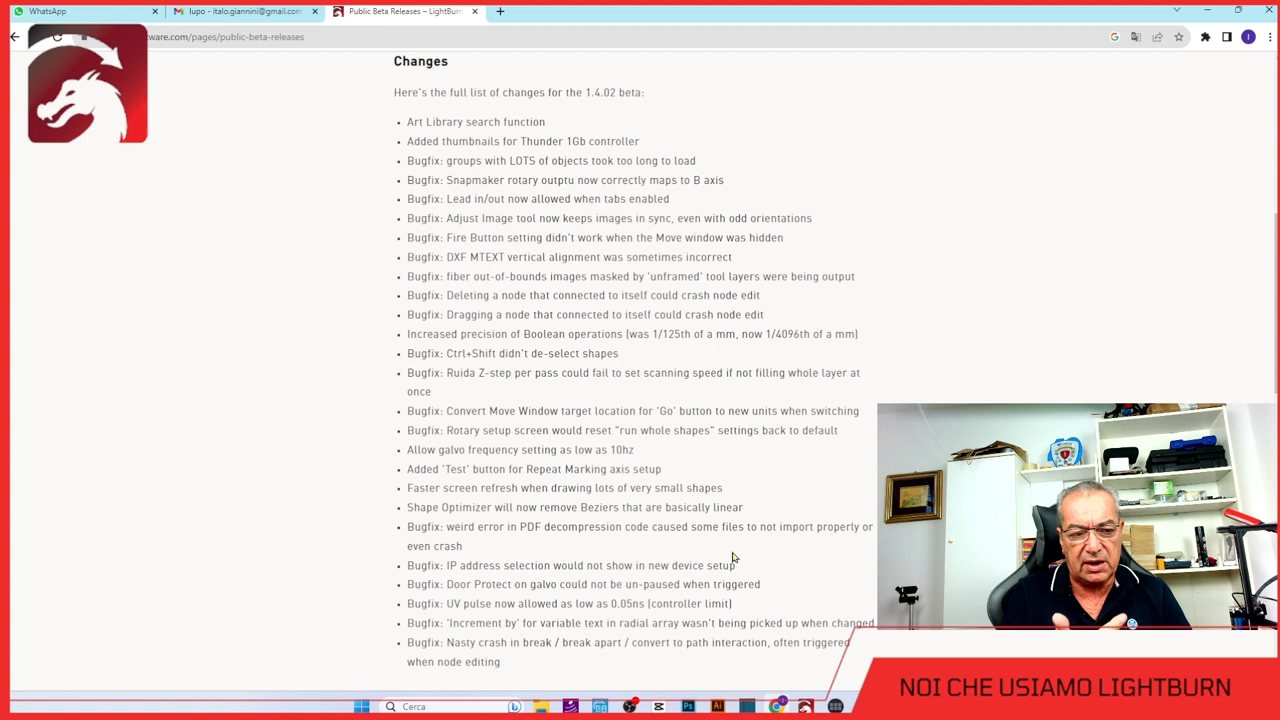 WhatsApp
lupo - italo.giannini@gmail.com
Public Beta Releases – LightBurn
tware.com/pages/public-beta-releases
Changes
Here's the full list of changes for the 1.4.02 beta:
Art Library search function
Added thumbnails for Thunder 1Gb controller
Bugfix: groups with LOTS of objects took too long to load
Bugfix: Snapmaker rotary outptu now correctly maps to B axis
Bugfix: Lead in/out now allowed when tabs enabled
Bugfix: Adjust Image tool now keeps images in sync, even with odd orientations
Bugfix: Fire Button setting didn't work when the Move window was hidden
Bugfix: DXF MTEXT vertical alignment was sometimes incorrect
Bugfix: fiber out-of-bounds images masked by 'unframed' tool layers were being output
Bugfix: Deleting a node that connected to itself could crash node edit
Bugfix: Dragging a node that connected to itself could crash node edit
Increased precision of Boolean operations (was 1/125th of a mm, now 1/4096th of a mm)
Bugfix: Ctrl+Shift didn't de-select shapes
Bugfix: Ruida Z-step per pass could fail to set scanning speed if not filling whole layer at
once
Bugfix: Convert Move Window target location for 'Go' button to new units when switching
Bugfix: Rotary setup screen would reset "run whole shapes" settings back to default
Allow galvo frequency setting as low as 10hz
Added 'Test' button for Repeat Marking axis setup
Faster screen refresh when drawing lots of very small shapes
Shape Optimizer will now remove Beziers that are basically linear
Bugfix: weird error in PDF decompression code caused some files to not import properly or
even crash
Bugfix: IP address selection would not show in new device setup
Bugfix: Door Protect on galvo could not be un-paused when triggered
Bugfix: UV pulse now allowed as low as 0.05ns (controller limit)
Bugfix: 'Increment by' for variable text in radial array wasn't being picked up when changed
Bugfix: Nasty crash in break / break apart / convert to path interaction, often triggered
when node editing
NOI CHE USIAMO LIGHTBURN
Cerca